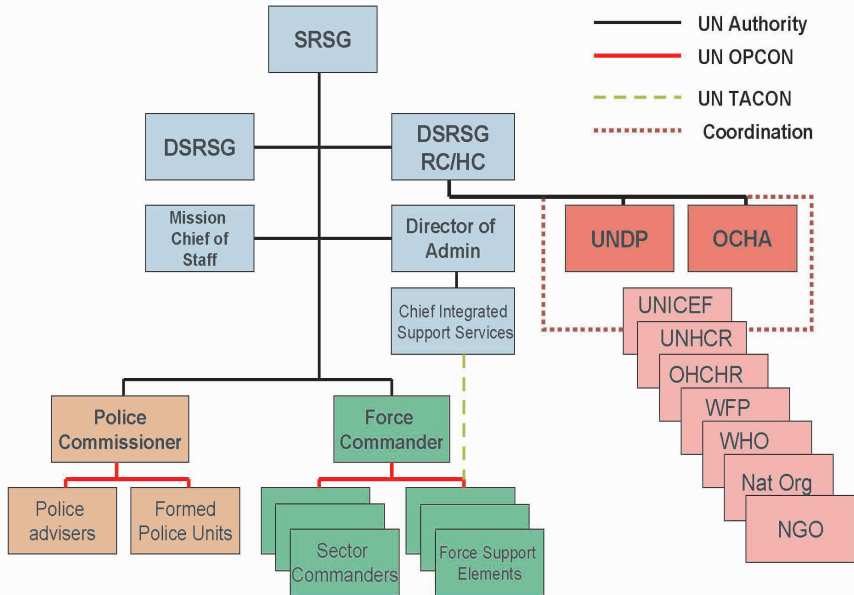 SRSG
UN Authority
UN OPCON
UN TACON
Coordination
DSRSG
DSRSG
RC/HC
Mission
Chief of
Staff
Director of
Admin
UNDP
OCHA
Chief Integrated
Support Services
UNICEF
UNHCR
OHCHR
WFP
WHO
Nat Org
NGO
Police
Commissioner
Force
Commander
Police
advisers
Formed
Police Units
Sector
Commanders
Force Support
Elements